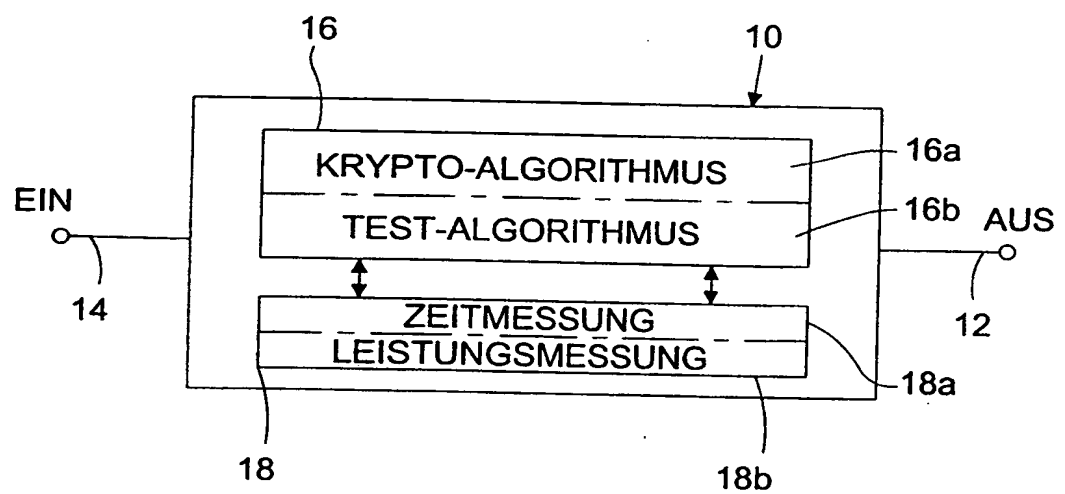 16
10
KRYPTO-ALGORITHMUS
16a
EIN
TEST-ALGORITHMUS
16b
AUS
14
ZEITMESSUNG
12
LEISTUNGSMESSUNG
18a
18
18b